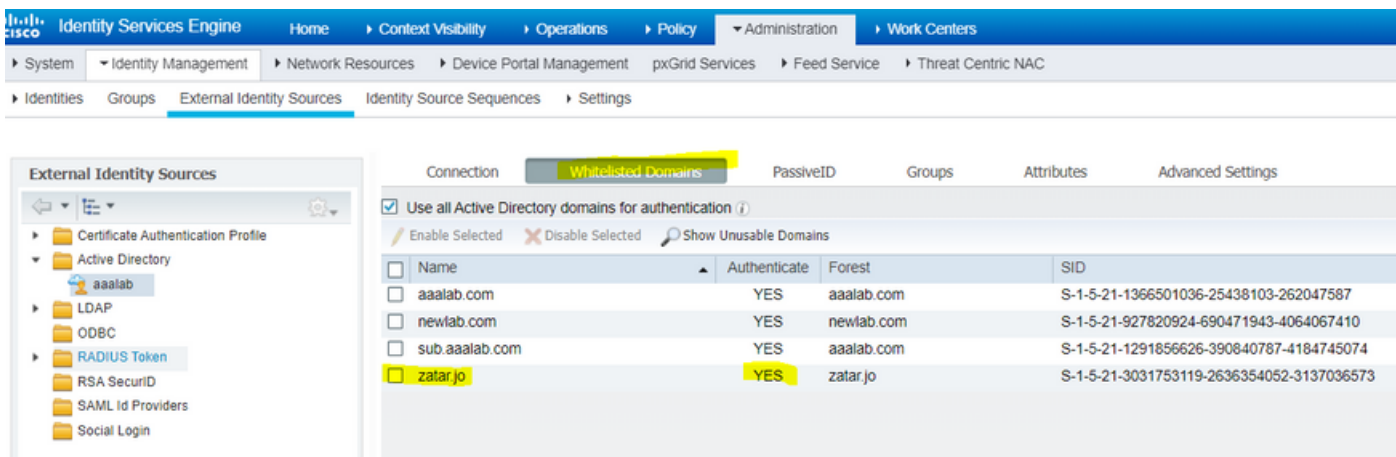 cisco Identity Services Engine Home Context Visibility Operations Policy Administration Work Centers
System Identity Management Network Resources Device Portal Management pxGrid Services Feed Service Threat Centric NAC
Identities Groups External Identity Sources Identity Source Sequences Settings
External Identity Sources
Certificate Authentication Profile
Active Directory
aaalab
LDAP
ODBC
RADIUS Token
RSA SecurID
SAML Id Providers
Social Login
Connection Whitelisted Domains PassiveID Groups Attributes Advanced Settings
Use all Active Directory domains for authentication i
Enable Selected Disable Selected Show Unusable Domains
Name Authenticate Forest SID
aaalab.com YES aaalab.com S-1-5-21-1366501036-25438103-262047587
newlab.com YES newlab.com S-1-5-21-927820924-690471943-4064067410
sub.aaalab.com YES aaalab.com S-1-5-21-1291856626-390840787-4184745074
zatar.jo YES zatar.jo S-1-5-21-3031753119-2636354052-3137036573